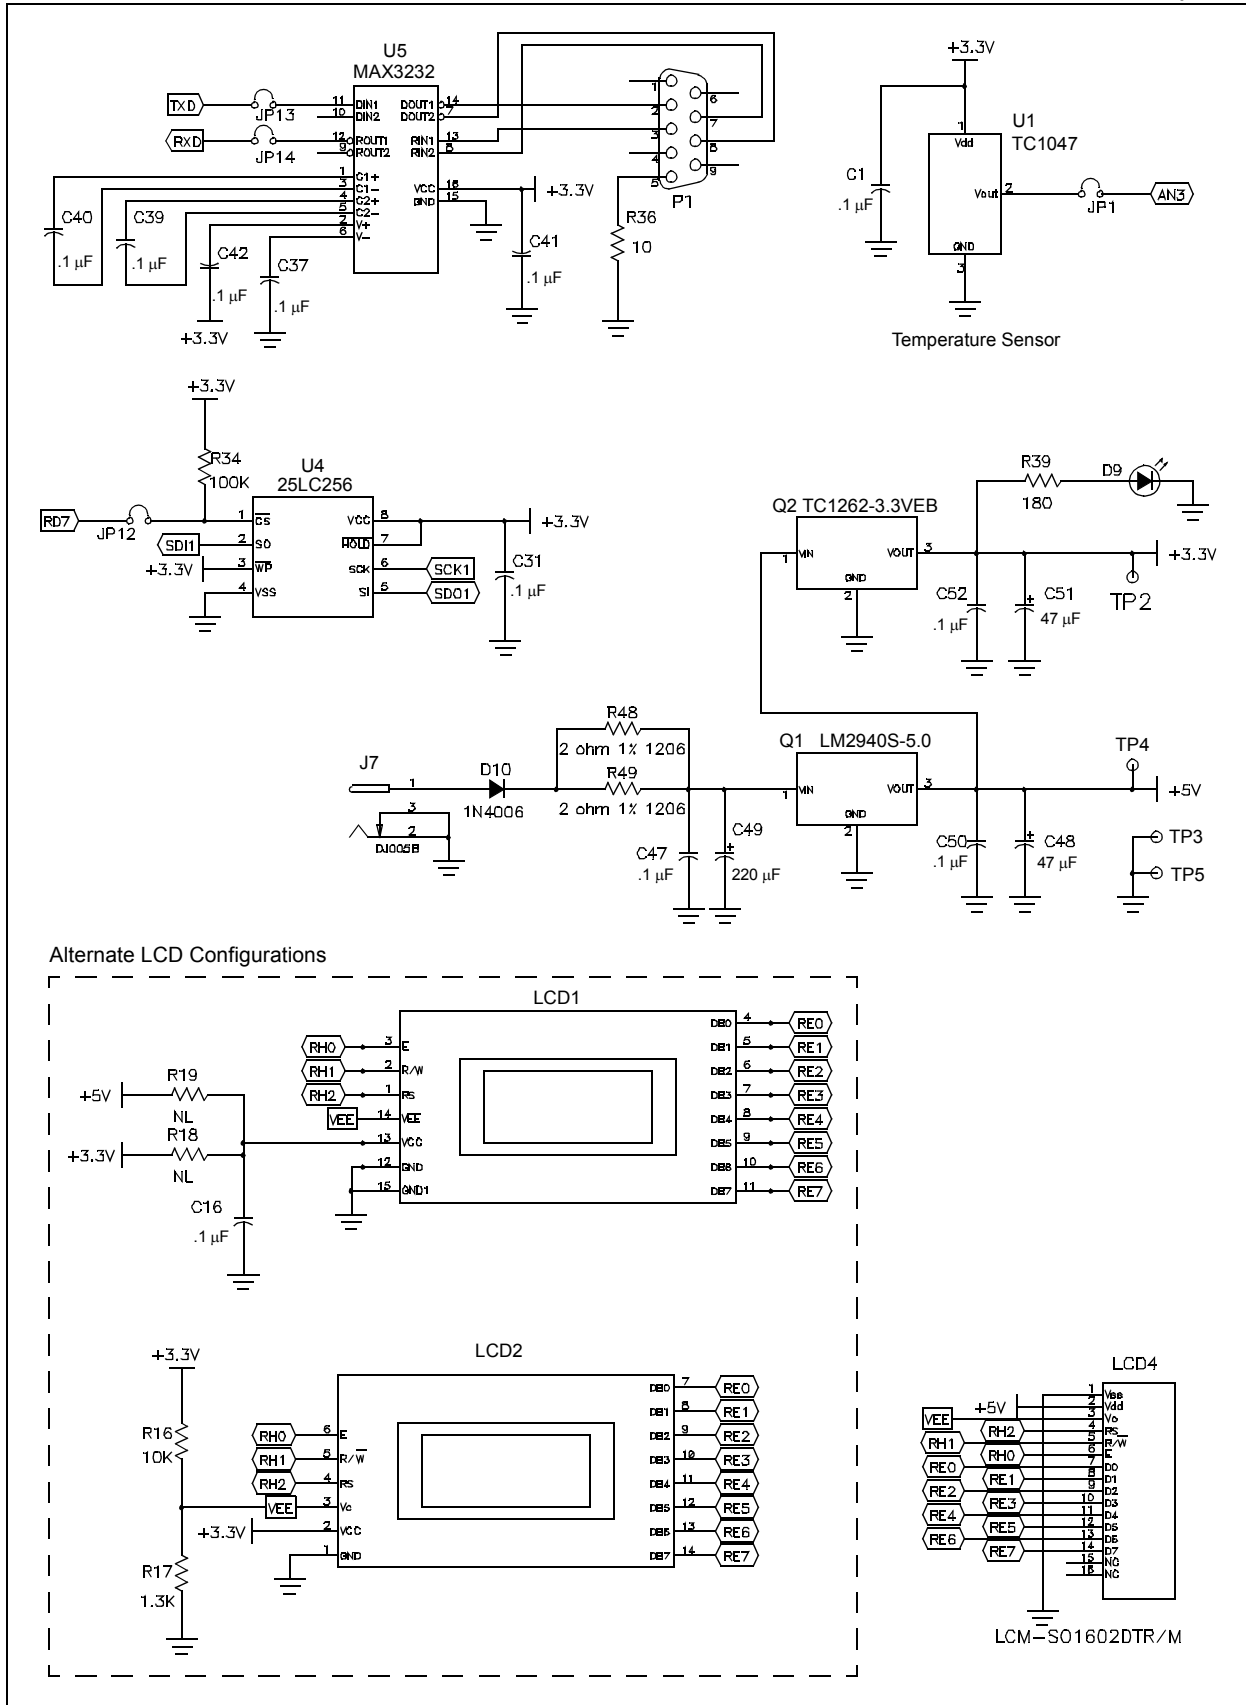 U5
MAX3232
TXD
JP13
11 DIN1
10 DIN2
DOUT1 14
DOUT2 7
RXD
JP14
12 ROUT1
9 ROUT2
RIN1 13
RIN2 8
1 C1+
3 C1-
4 C2+
5 C2-
2 V+
6 V-
VCC 16
GND 15
+3.3V
C40
.1 µF
C39
.1 µF
C42
.1 µF
+3.3V
C37
.1 µF
C41
.1 µF
1
2
3
4
5
6
7
8
9
P1
R36
10
+3.3V
U1
TC1047
1
Vdd
Vout 2
JP1
AN3
GND
3
C1
.1 µF
Temperature Sensor
+3.3V
R34
100K
U4
25LC256
RD7
JP12
1 CS
SDI1
2 SO
+3.3V
3 WP
4 VSS
VCC 8
HOLD 7
SCK 6
SCK1
SI 5
SDO1
+3.3V
C31
.1 µF
Q2 TC1262-3.3VEB
1 VIN
VOUT 3
GND
2
R39
180
D9
+3.3V
TP2
C52
.1 µF
C51
47 µF
J7
1
3
2
DJ005B
D10
1N4006
R48
2 ohm 1% 1206
R49
2 ohm 1% 1206
C47
.1 µF
C49
220 µF
Q1 LM2940S-5.0
1 VIN
VOUT 3
GND
2
TP4
+5V
C50
.1 µF
C48
47 µF
TP3
TP5
Alternate LCD Configurations
LCD1
RH0 3 E
RH1 2 R/W
RH2 1 RS
VEE 14 VEE
13 VCC
12 GND
15 GND1
DB0 4 RE0
DB1 5 RE1
DB2 6 RE2
DB3 7 RE3
DB4 8 RE4
DB5 9 RE5
DB6 10 RE6
DB7 11 RE7
+5V
R19
NL
+3.3V
R18
NL
C16
.1 µF
LCD2
+3.3V
R16
10K
R17
1.3K
RH0 6 E
RH1 5 R/W
RH2 4 RS
VEE 3 Vo
+3.3V 2 VCC
1 GND
DB0 7 RE0
DB1 8 RE1
DB2 9 RE2
DB3 10 RE3
DB4 11 RE4
DB5 12 RE5
DB6 13 RE6
DB7 14 RE7
LCD4
1 Vss
+5V 2 Vdd
VEE 3 Vo
RH2 4 RS
RH1 5 R/W
RH0 6 E
RE0 7 D0
RE1 8 D1
RE2 9 D2
RE3 10 D3
RE4 11 D4
RE5 12 D5
RE6 13 D6
RE7 14 D7
15 NC
16 NC
LCM-SO1602DTR/M